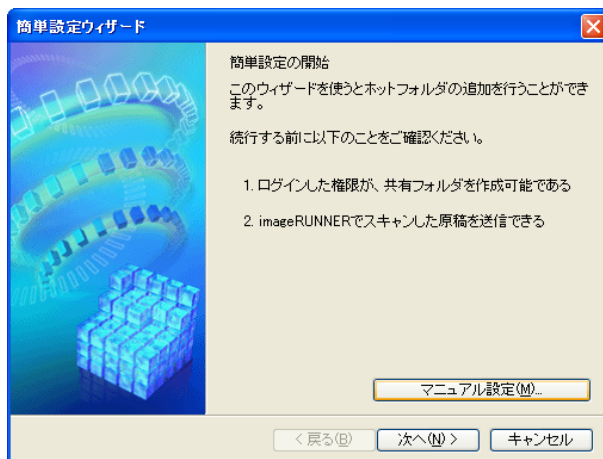 簡単設定ウィザード
簡単設定の開始
このウィザードを使うとホットフォルダの追加を行うことができ
ます。
続行する前に以下のことをご確認ください。
1. ログインした権限が、共有フォルダを作成可能である
2. imageRUNNERでスキャンした原稿を送信できる
マニュアル設定(M)...
< 戻る(B) 次へ(N) > キャンセル